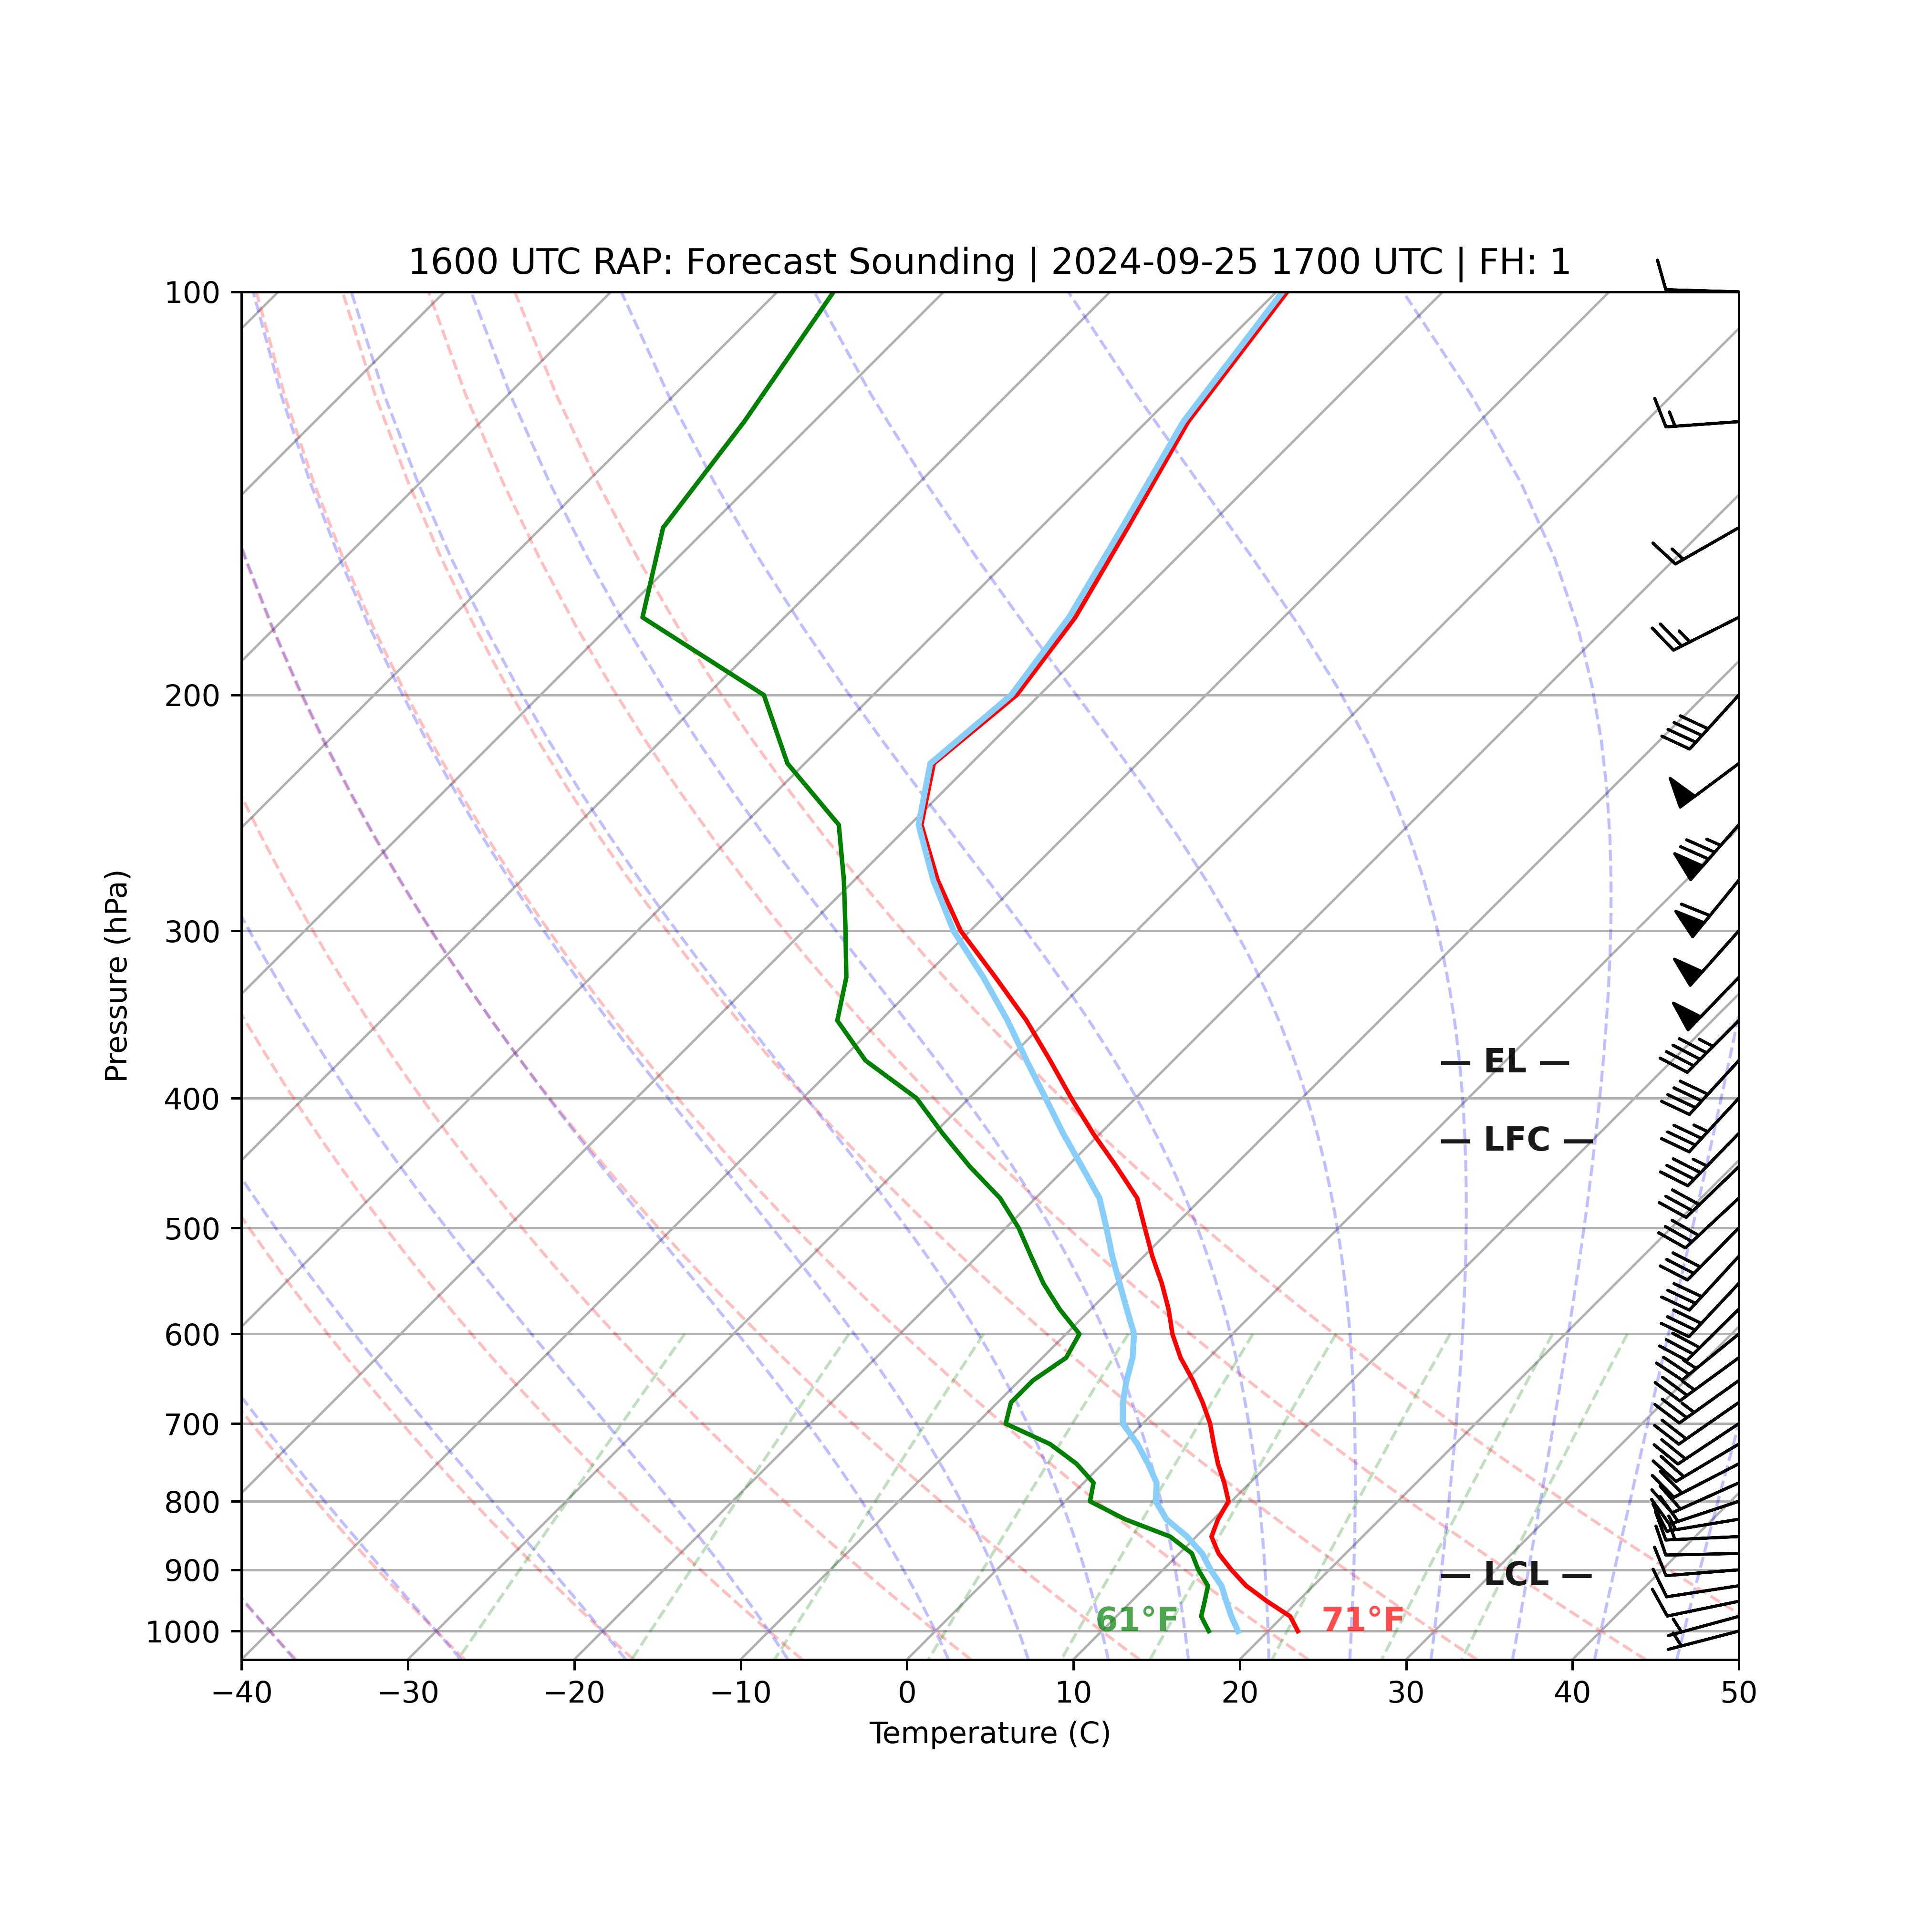 1600 UTC RAP: Forecast Sounding | 2024-09-25 1700 UTC | FH: 1
100
200
300
400
500
600
700
800
900
1000
Pressure (hPa)
— EL —
— LFC —
— LCL —
61°F
71°F
−40 −30 −20 −10 0 10 20 30 40 50
Temperature (C)